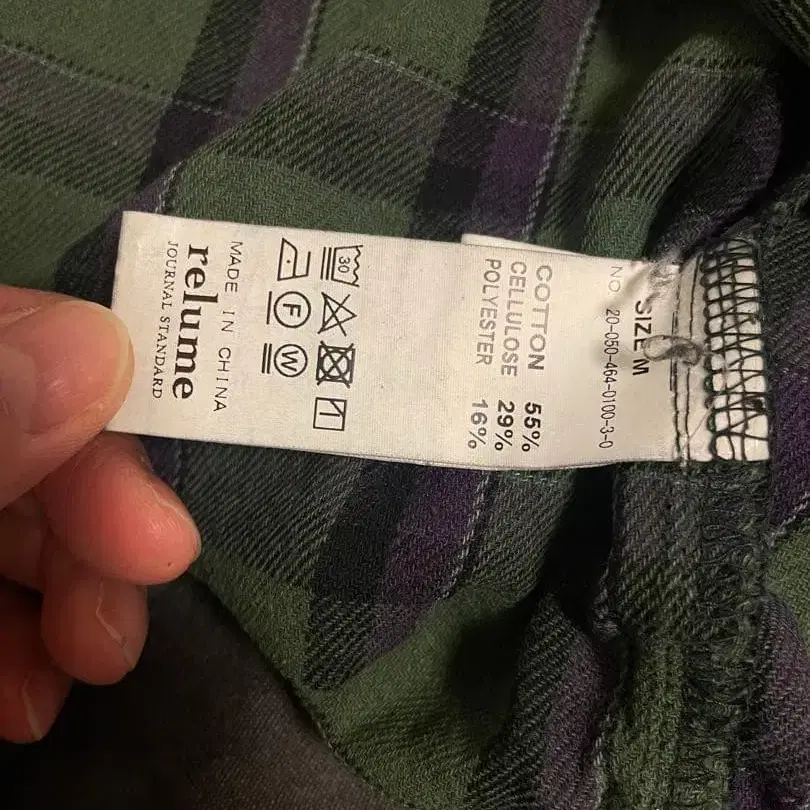 SIZE M
NO. 20-050-464-0100-3-0
COTTON 55%
CELLULOSE 29%
POLYESTER 16%
30
F W
MADE IN CHINA
relume
JOURNAL STANDARD